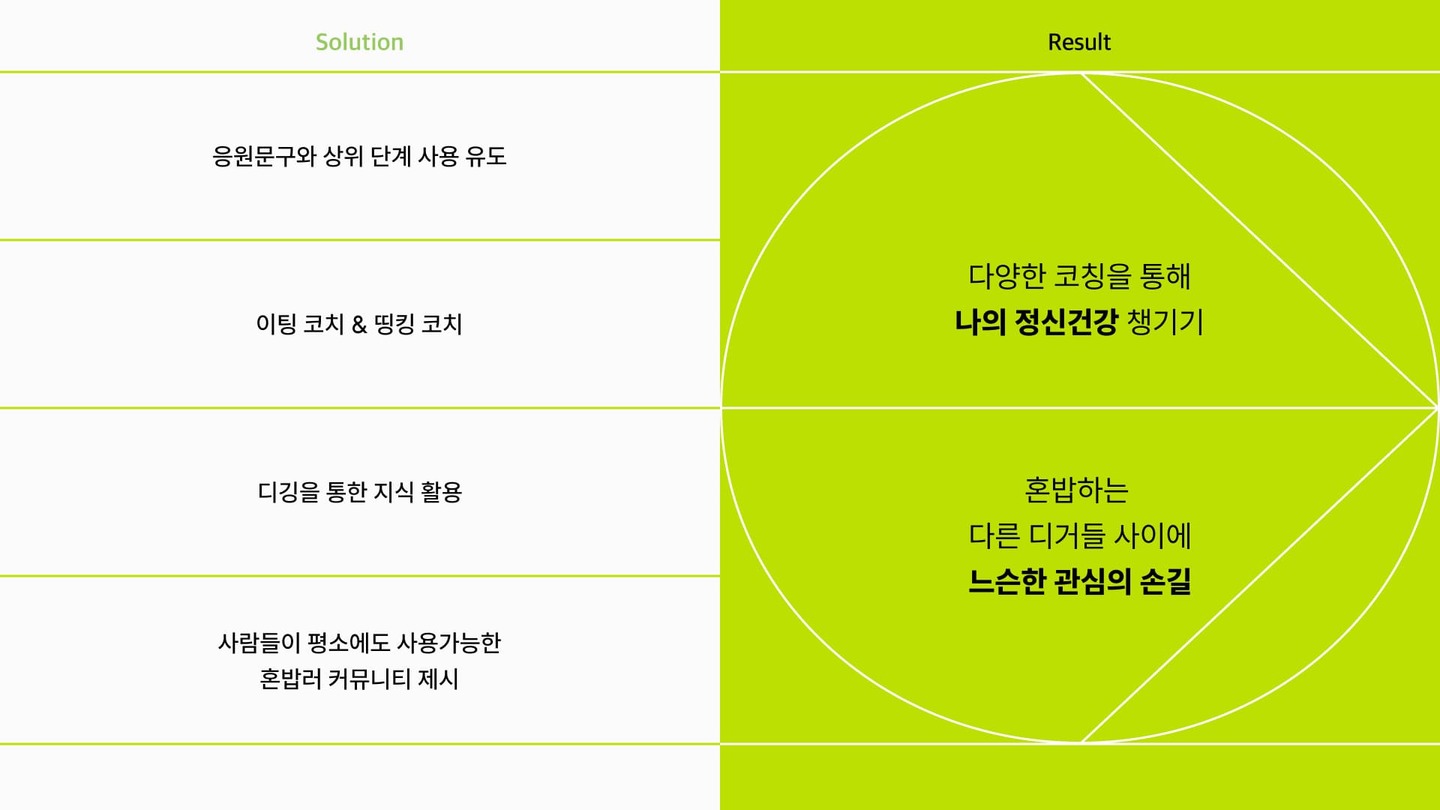 Solution
응원문구와 상위 단계 사용 유도
이팅 코치 & 띵킹 코치
디깅을 통한 지식 활용
사람들이 평소에도 사용가능한
혼밥러 커뮤니티 제시
Result
다양한 코칭을 통해
나의 정신건강 챙기기
혼밥하는
다른 디거들 사이에
느슨한 관심의 손길